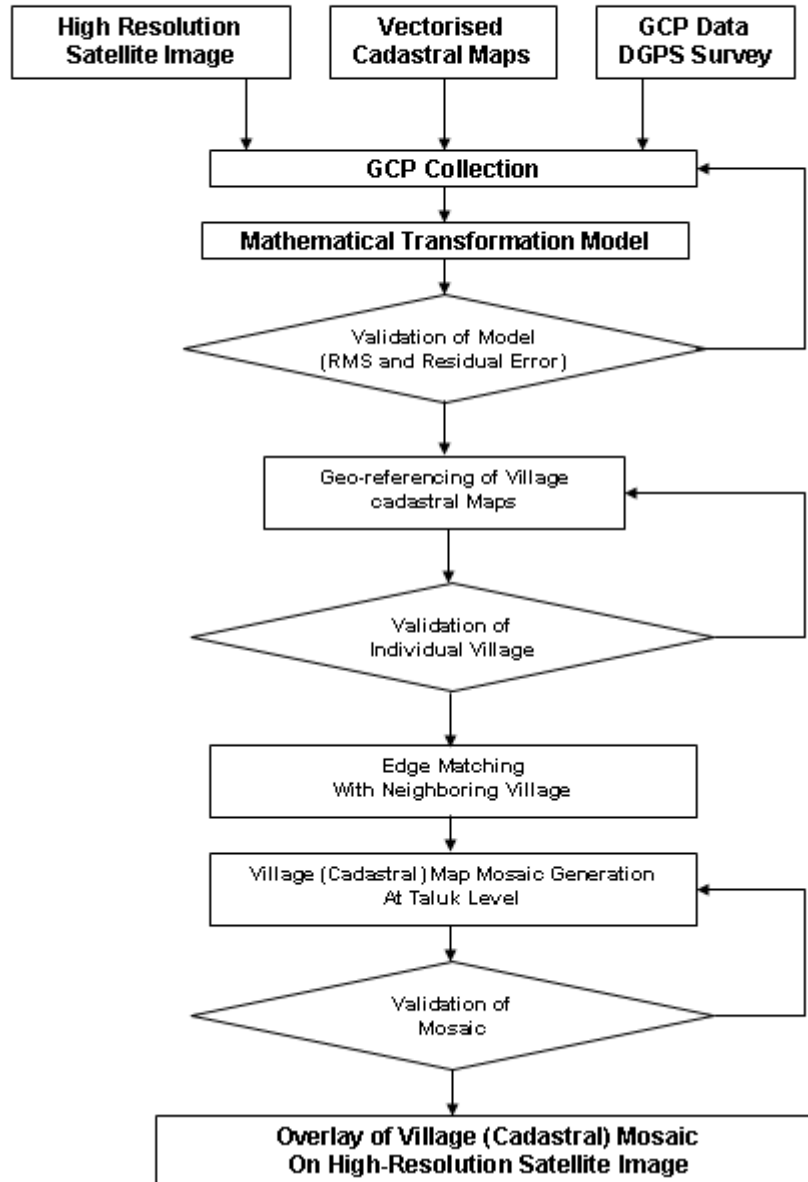 High Resolution
Satellite Image
Vectorised
Cadastral Maps
GCP Data
DGPS Survey
GCP Collection
Mathematical Transformation Model
Validation of Model
(RMS and Residual Error)
Geo-referencing of Village
cadastral Maps
Validation of
Individual Village
Edge Matching
With Neighboring Village
Village (Cadastral) Map Mosaic Generation
At Taluk Level
Validation of
Mosaic
Overlay of Village (Cadastral) Mosaic
On High-Resolution Satellite Image